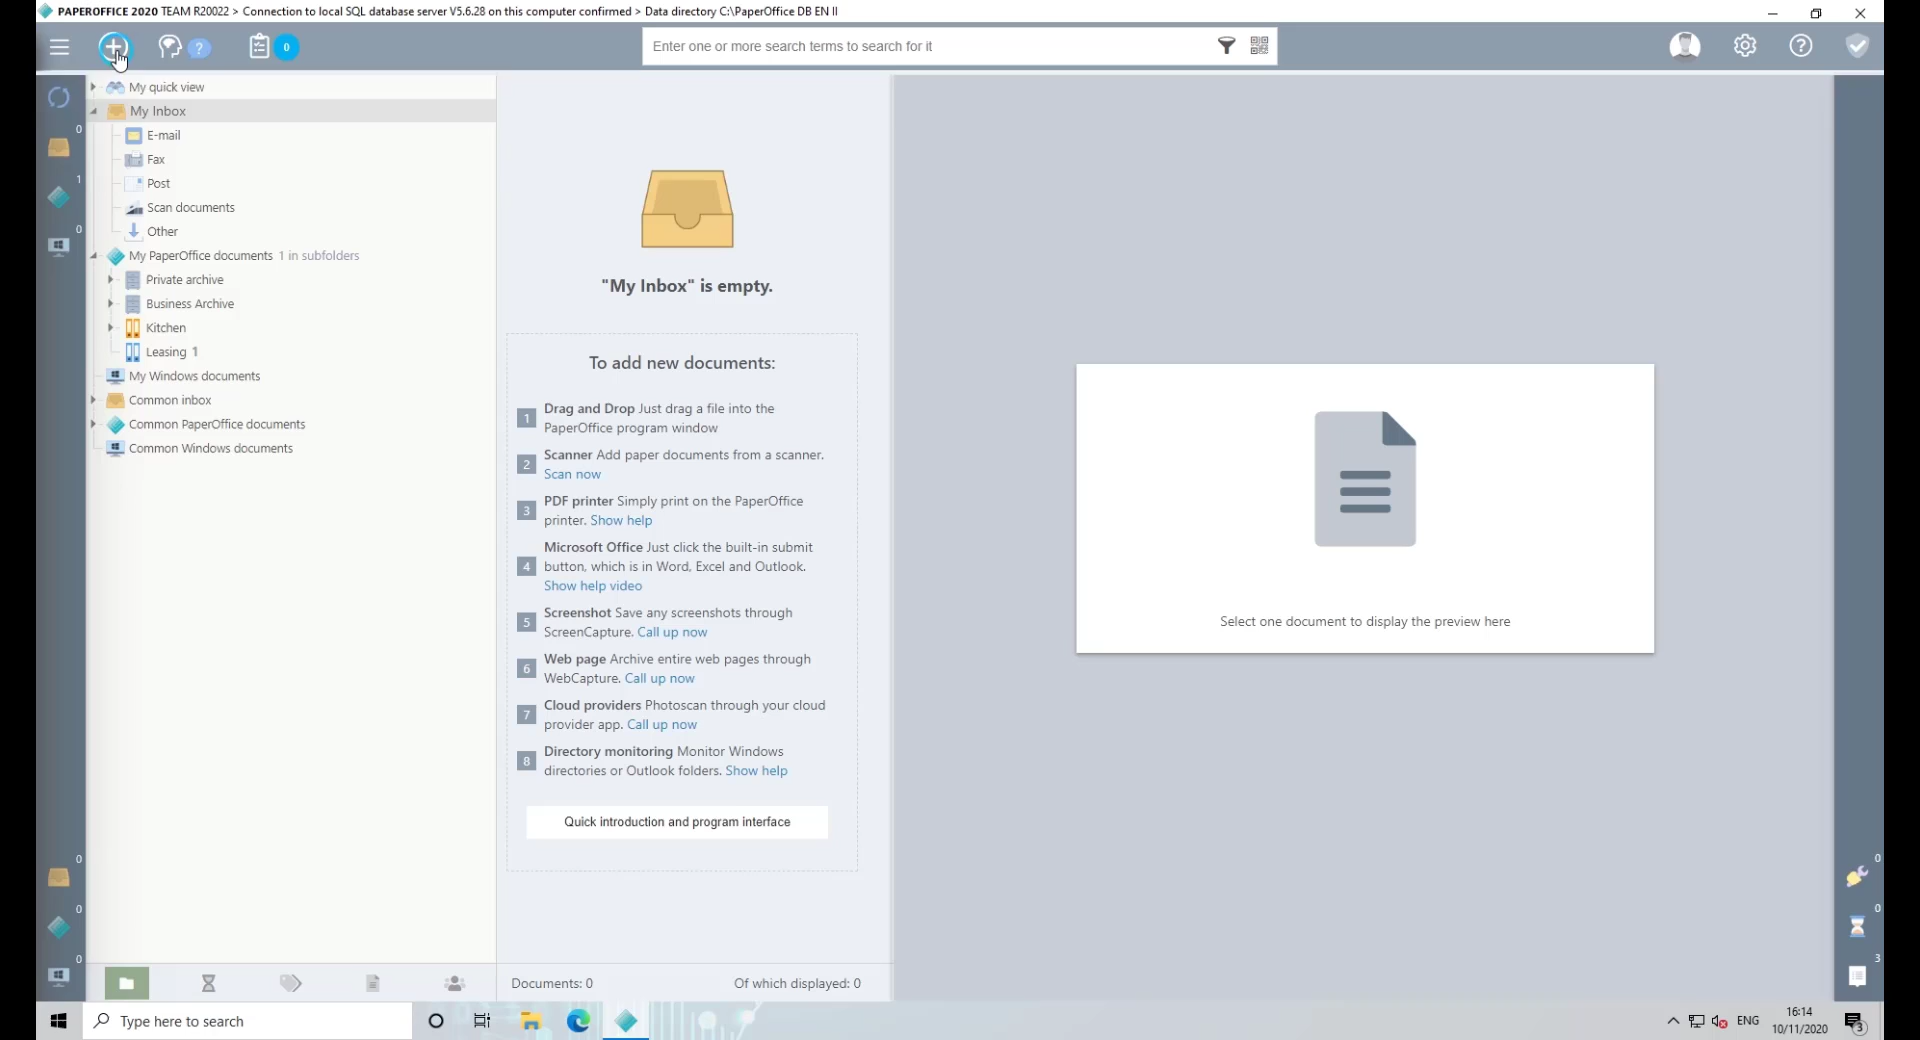 PAPEROFFICE 2020 TEAM R20022 > Connection to local SQL database server V5.6.28 on this computer confirmed > Data directory C:\PaperOffice DB EN II
? 0
Enter one or more search terms to search for it
My quick view
My Inbox
E-mail
Fax
Post
Scan documents
Other
My PaperOffice documents 1 in subfolders
Private archive
Business Archive
Kitchen
Leasing 1
My Windows documents
Common inbox
Common PaperOffice documents
Common Windows documents
0
1
0
0
0
0
"My Inbox" is empty.
To add new documents:
1 Drag and Drop Just drag a file into the
PaperOffice program window
2 Scanner Add paper documents from a scanner.
Scan now
3 PDF printer Simply print on the PaperOffice
printer. Show help
4 Microsoft Office Just click the built-in submit
button, which is in Word, Excel and Outlook.
Show help video
5 Screenshot Save any screenshots through
ScreenCapture. Call up now
6 Web page Archive entire web pages through
WebCapture. Call up now
7 Cloud providers Photoscan through your cloud
provider app. Call up now
8 Directory monitoring Monitor Windows
directories or Outlook folders. Show help
Quick introduction and program interface
Documents: 0 Of which displayed: 0
Select one document to display the preview here
0
0
3
Type here to search
ENG
16:14
10/11/2020
3